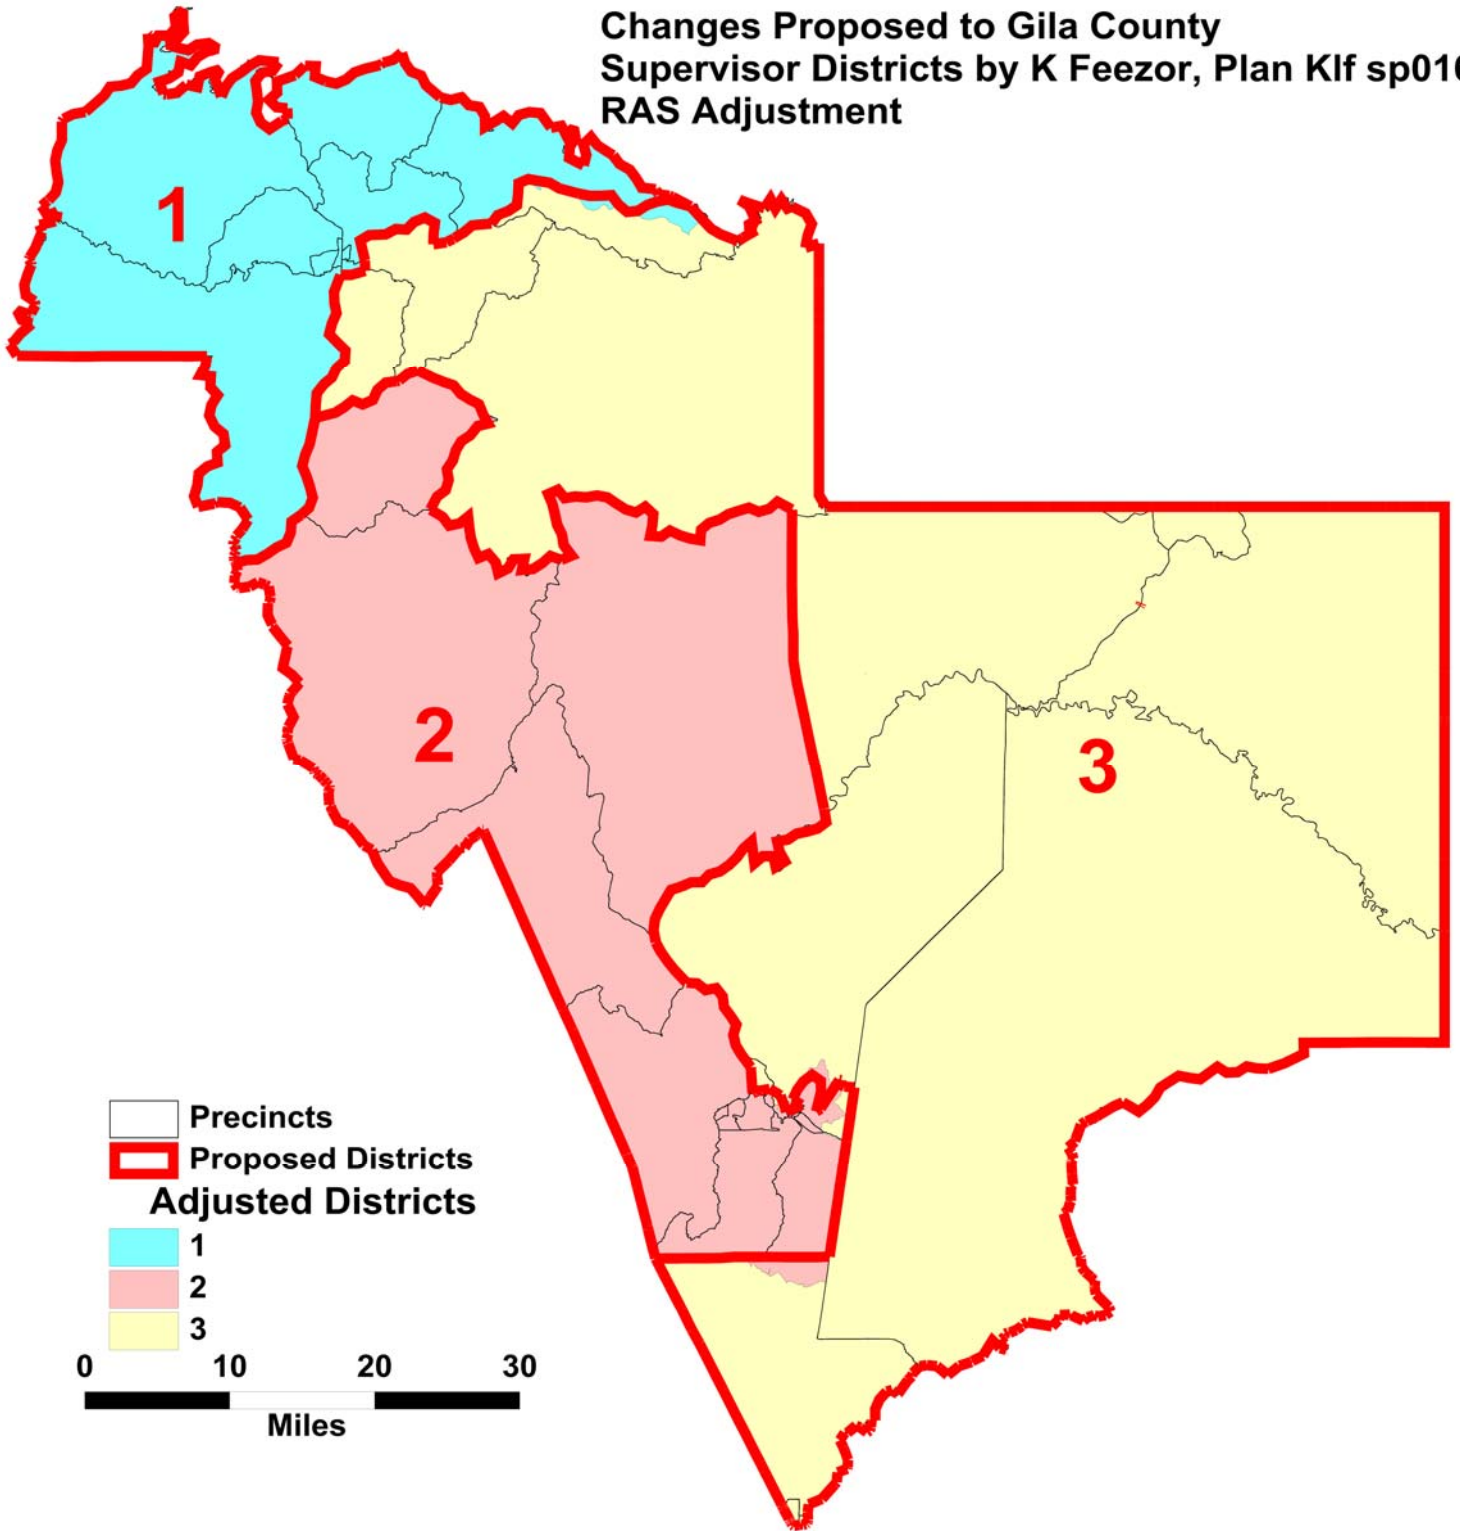 Changes Proposed to Gila County
Supervisor Districts by K Feezor, Plan Klf
RAS Adjustment
1
2
3
Precincts
Proposed Districts
Adjusted Districts
1
2
3
0 10 20 30
Miles